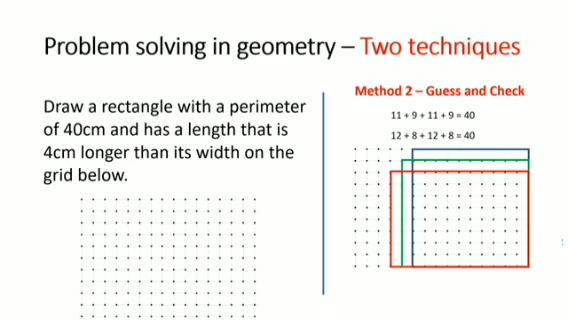 Problem solving in geometry – Two techniques
Draw a rectangle with a perimeter
of 40cm and has a length that is
4cm longer than its width on the
grid below.
Method 2 – Guess and Check
11 + 9 + 11 + 9 = 40
12 + 8 + 12 + 8 = 40